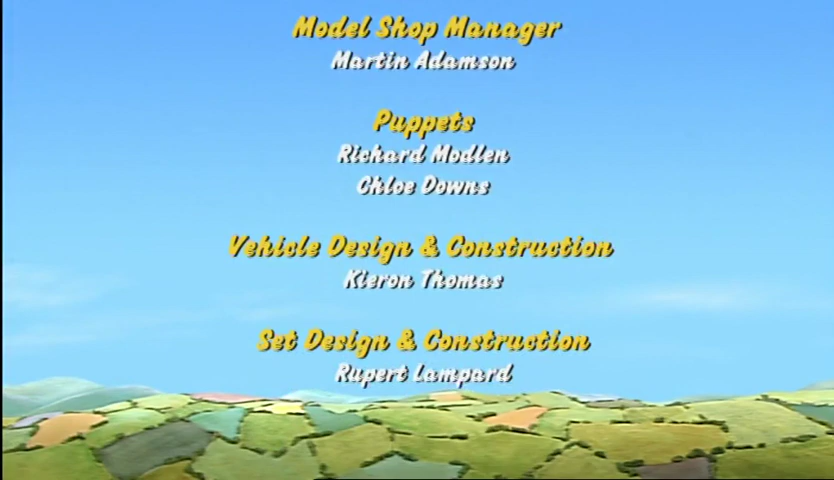 Model Shop Manager
Martin Adamson
Puppets
Richard Modlen
Chloe Downs
Vehicle Design & Construction
Kieron Thomas
Set Design & Construction
Rupert Lampard